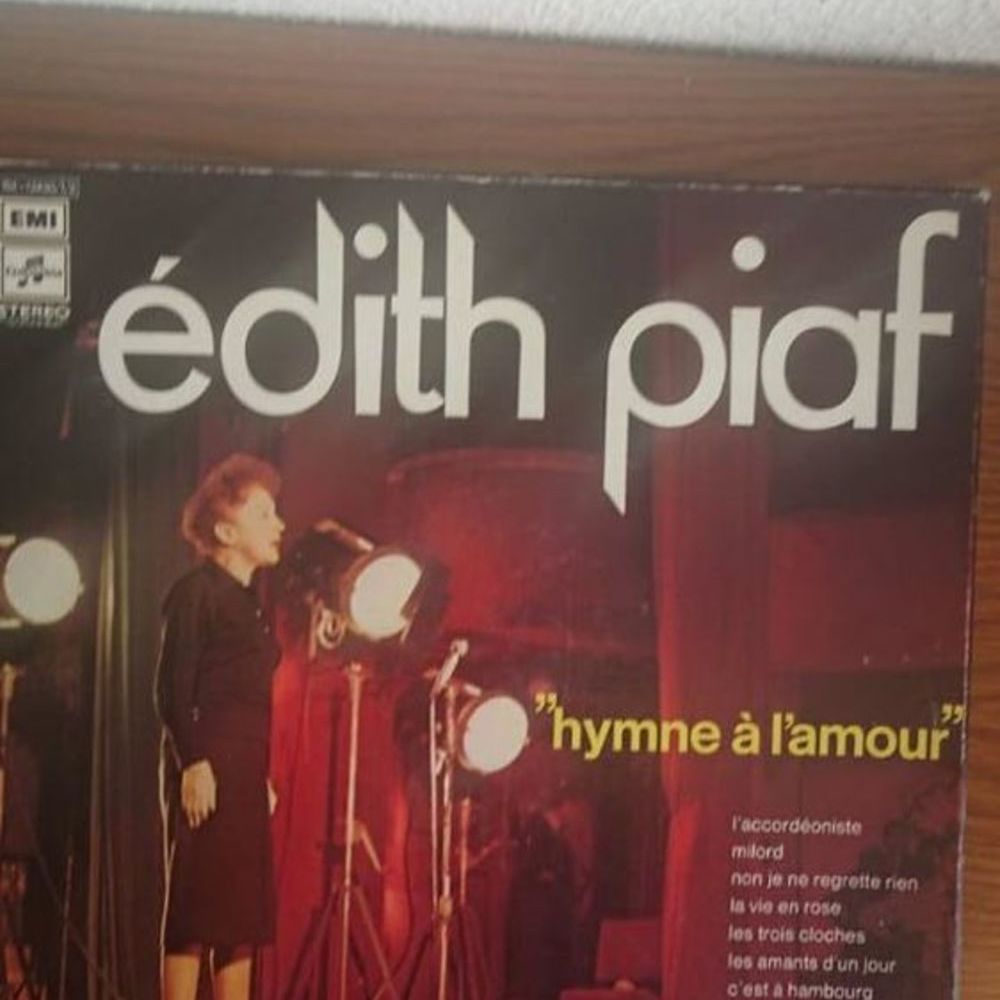 EMI
Columbia
STEREO
édith piaf
"hymne à l'amour"
l'accordéoniste
milord
non je ne regrette rien
la vie en rose
les trois cloches
les amants d'un jour
c'est à hambourg